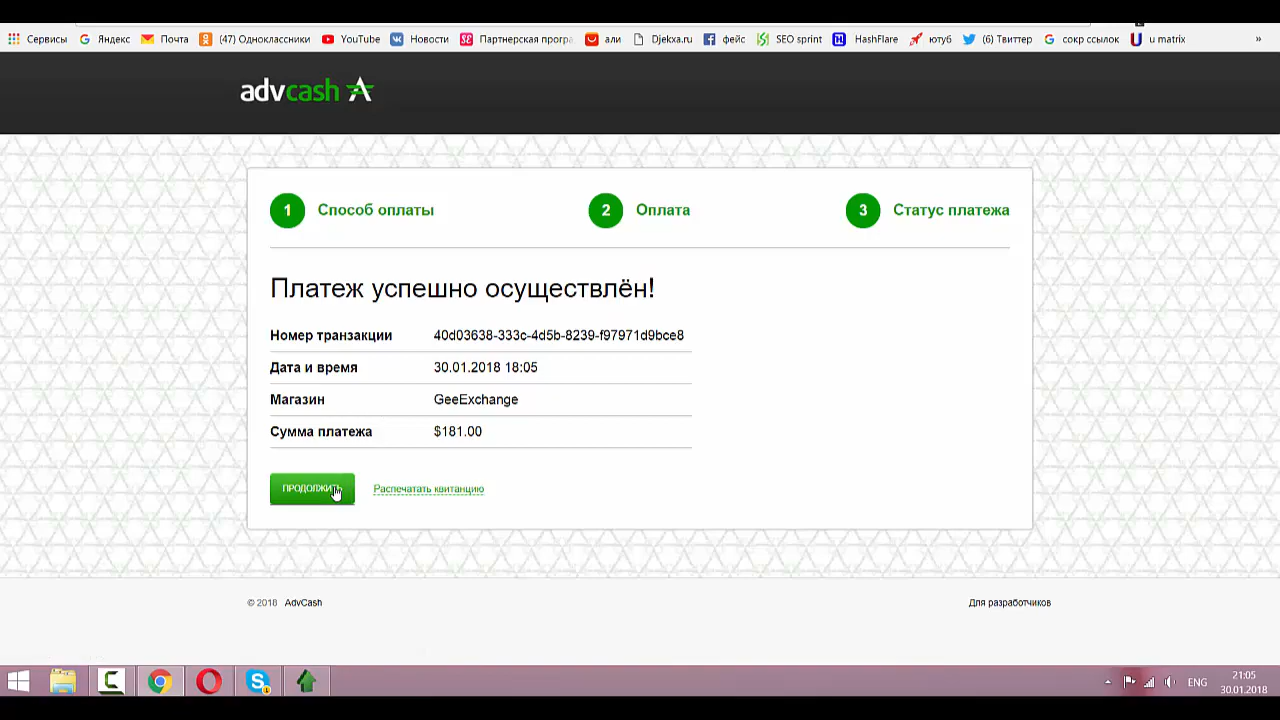 Сервисы Яндекс Почта (47) Одноклассники YouTube Новости Партнерская програ али Djekxa.ru фейс SEO sprint HashFlare ютуб (6) Твиттер сокр ссылок u matrix »
advcash
1 Способ оплаты 2 Оплата 3 Статус платежа
Платеж успешно осуществлён!
Номер транзакции 40d03638-333c-4d5b-8239-f97971d9bce8
Дата и время 30.01.2018 18:05
Магазин GeeExchange
Сумма платежа $181.00
ПРОДОЛЖИТЬ Распечатать квитанцию
© 2018 AdvCash Для разработчиков
ENG 21:05
30.01.2018